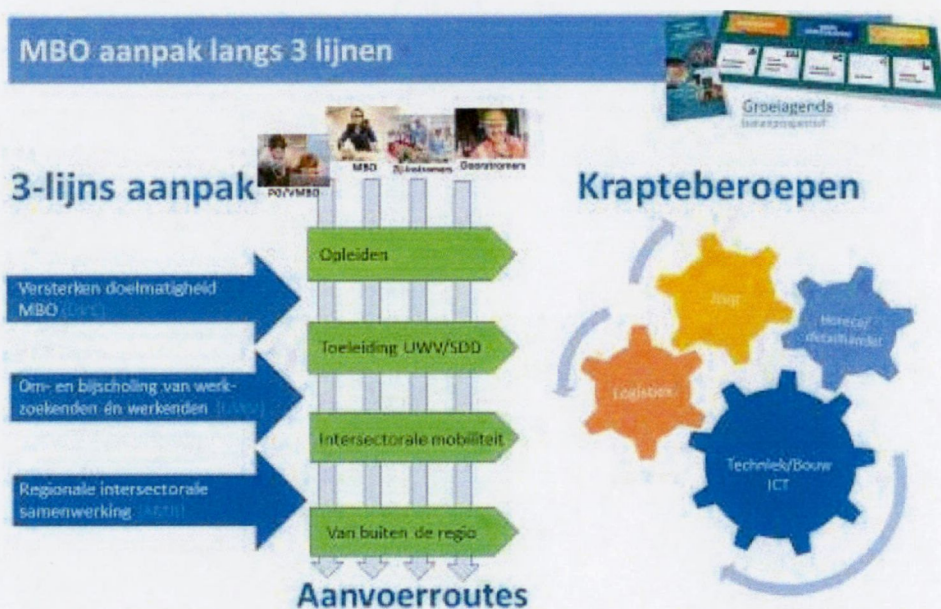 MBO aanpak langs 3 lijnen
Groeiagenda
3-lijns aanpak
PO/VMBO
MBO
Zij-instromers
Doorstromers
Krapteberoepen
Versterken doelmatigheid
MBO
Om- en bijscholing van werk-
zoekenden én werkenden
Regionale intersectorale
samenwerking
Opleiden
Toeleiding UWV/SDD
Intersectorale mobiliteit
Van buiten de regio
Aanvoerroutes
Zorg
Horeca/
detailhandel
Logistiek
Techniek/Bouw
ICT